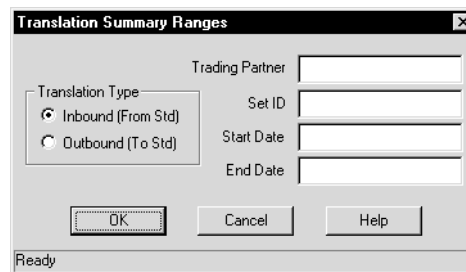 Translation Summary Ranges
Trading Partner
Translation Type
Inbound (From Std)
Outbound (To Std)
Set ID
Start Date
End Date
OK
Cancel
Help
Ready